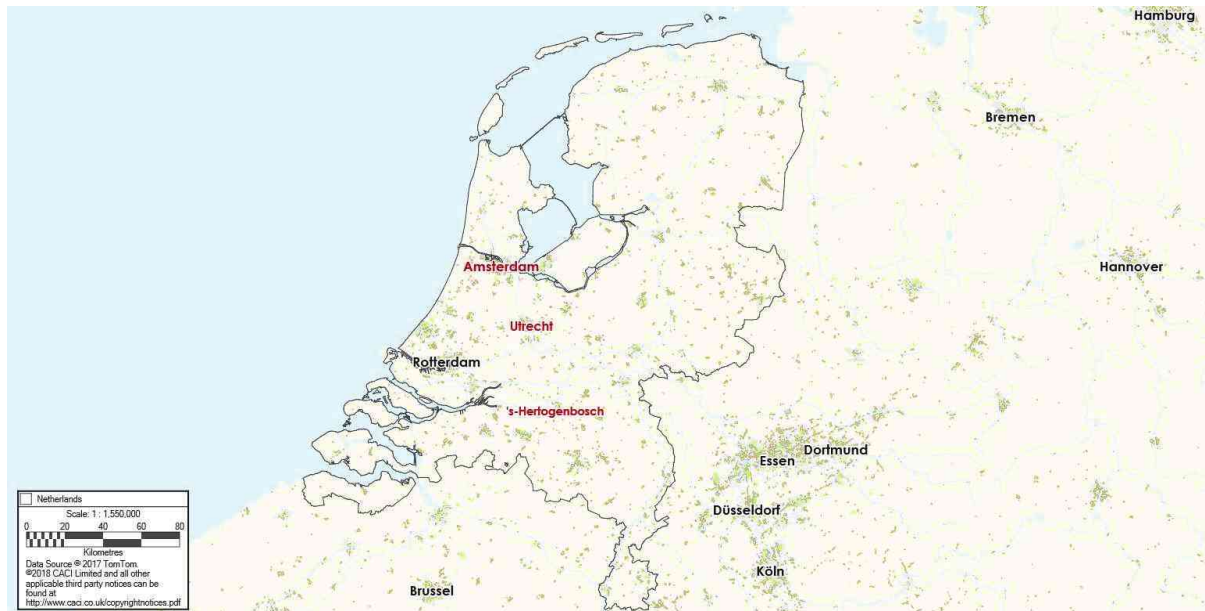 Hamburg
Bremen
Hannover
Amsterdam
Utrecht
Rotterdam
's-Hertogenbosch
Dortmund
Essen
Düsseldorf
Köln
Brussel
Netherlands
Scale: 1 : 1,550,000
0 20 40 60 80
Kilometres
Data Source © 2017 TomTom.
©2018 CACI Limited and all other
applicable third party notices can be
found at
http://www.caci.co.uk/copyrightnotices.pdf